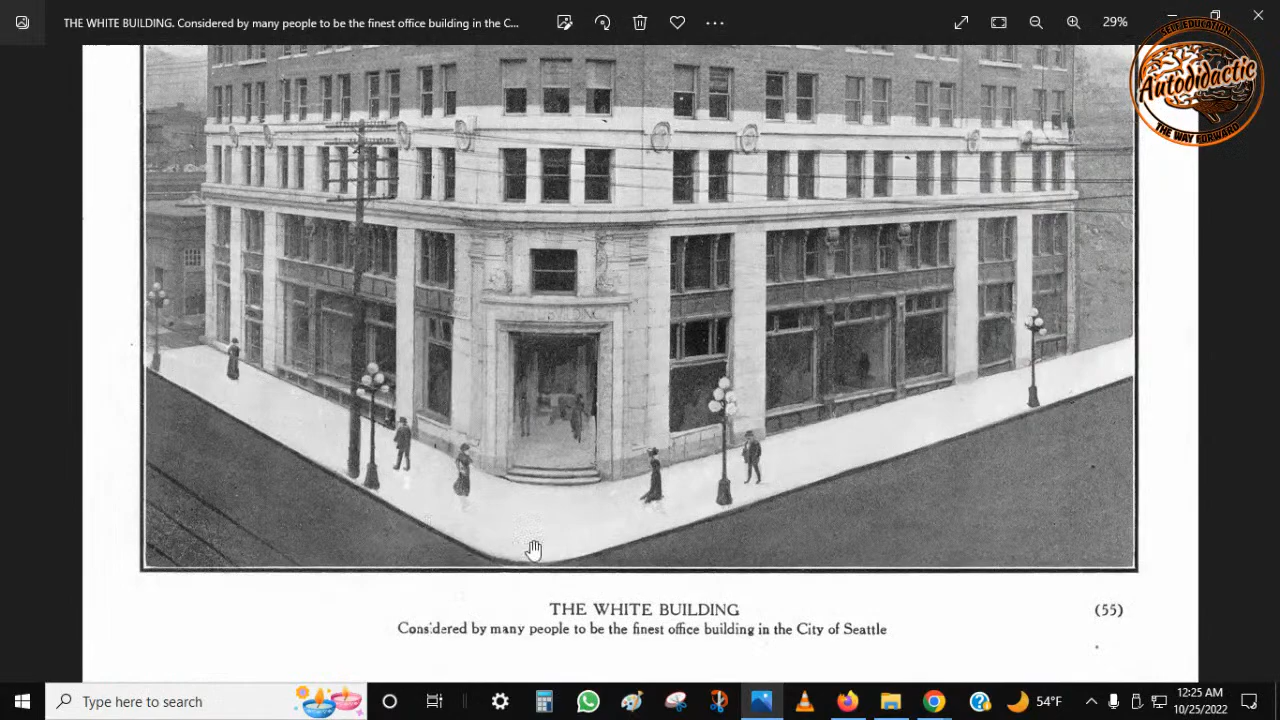 THE WHITE BUILDING. Considered by many people to be the finest office building in the C...
29%
SELF EDUCATION
Autodidactic
THE WAY FORWARD
THE WHITE BUILDING
(55)
Considered by many people to be the finest office building in the City of Seattle
Type here to search
54°F
12:25 AM
10/25/2022